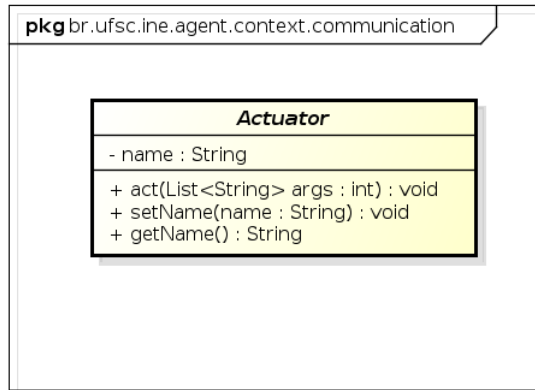 pkg br.ufsc.ine.agent.context.communication
Actuator
- name : String
+ act(List<String> args : int) : void
+ setName(name : String) : void
+ getName() : String